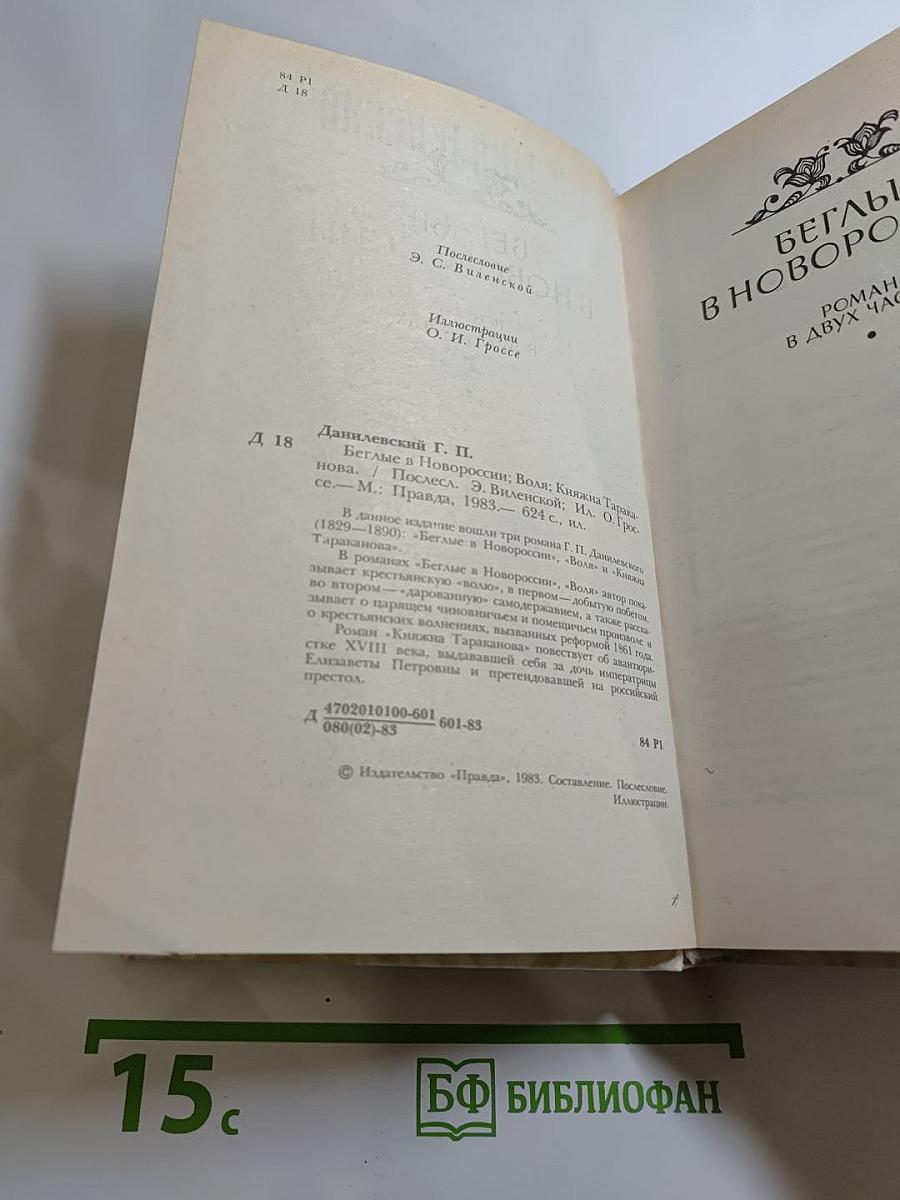 84 Р1
Д 18
Послесловие
Э. С. Виленской
Иллюстрации
О. И. Гроссе
Данилевский Г. П.
Д 18
Беглые в Новороссии; Воля; Княжна Тарака-
нова. / Послесл. Э. Виленской; Ил. О. Грос-
се.— М.: Правда, 1983.— 624 с., ил.
В данное издание вошли три романа Г. П. Данилевского
(1829—1890): «Беглые в Новороссии», «Воля» и «Княжна
Тараканова».
В романах «Беглые в Новороссии», «Воля» автор пока-
зывает крестьянскую «волю», в первом — добытую побегом,
во втором — «дарованную» самодержавием, а также расска-
зывает о царящем чиновничьем и помещичьем произволе и
о крестьянских волнениях, вызванных реформой 1861 года.
Роман «Княжна Тараканова» повествует об авантюри-
стке XVIII века, выдававшей себя за дочь императрицы
Елизаветы Петровны и претендовавшей на российский
престол.
Д 4702010100-601 601-83
080(02)-83
84 Р1
© Издательство «Правда», 1983. Составление. Послесловие.
Иллюстрации.
БЕГЛЫ
В НОВОРО
РОМАН
В ДВУХ ЧАС
15 с
БФ БИБЛИОФАН